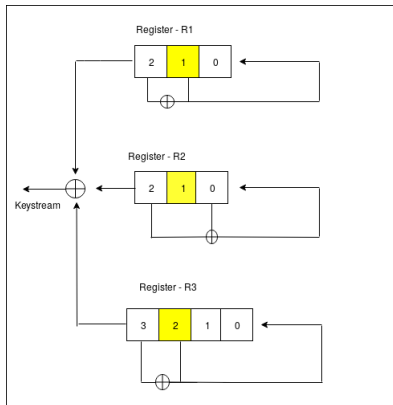 Register - R1
2 1 0
Register - R2
2 1 0
Keystream
Register - R3
3 2 1 0